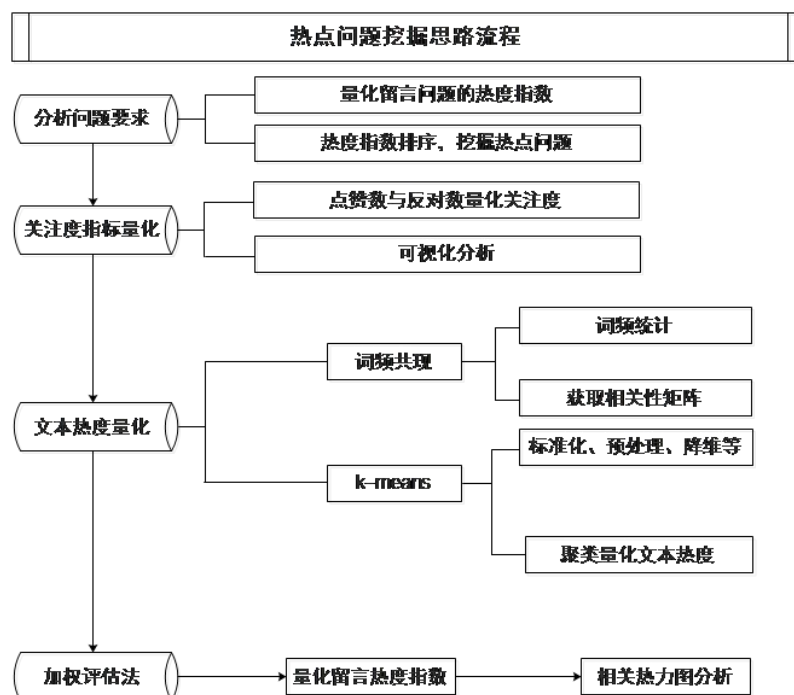 热点问题挖掘思路流程
量化留言问题的热度指数
分析问题要求
热度指数排序，挖掘热点问题
点赞数与反对数量化关注度
关注度指标量化
可视化分析
词频统计
词频共现
获取相关性矩阵
文本热度量化
标准化、预处理、降维等
k-means
聚类量化文本热度
加权评估法
量化留言热度指数
相关热力图分析